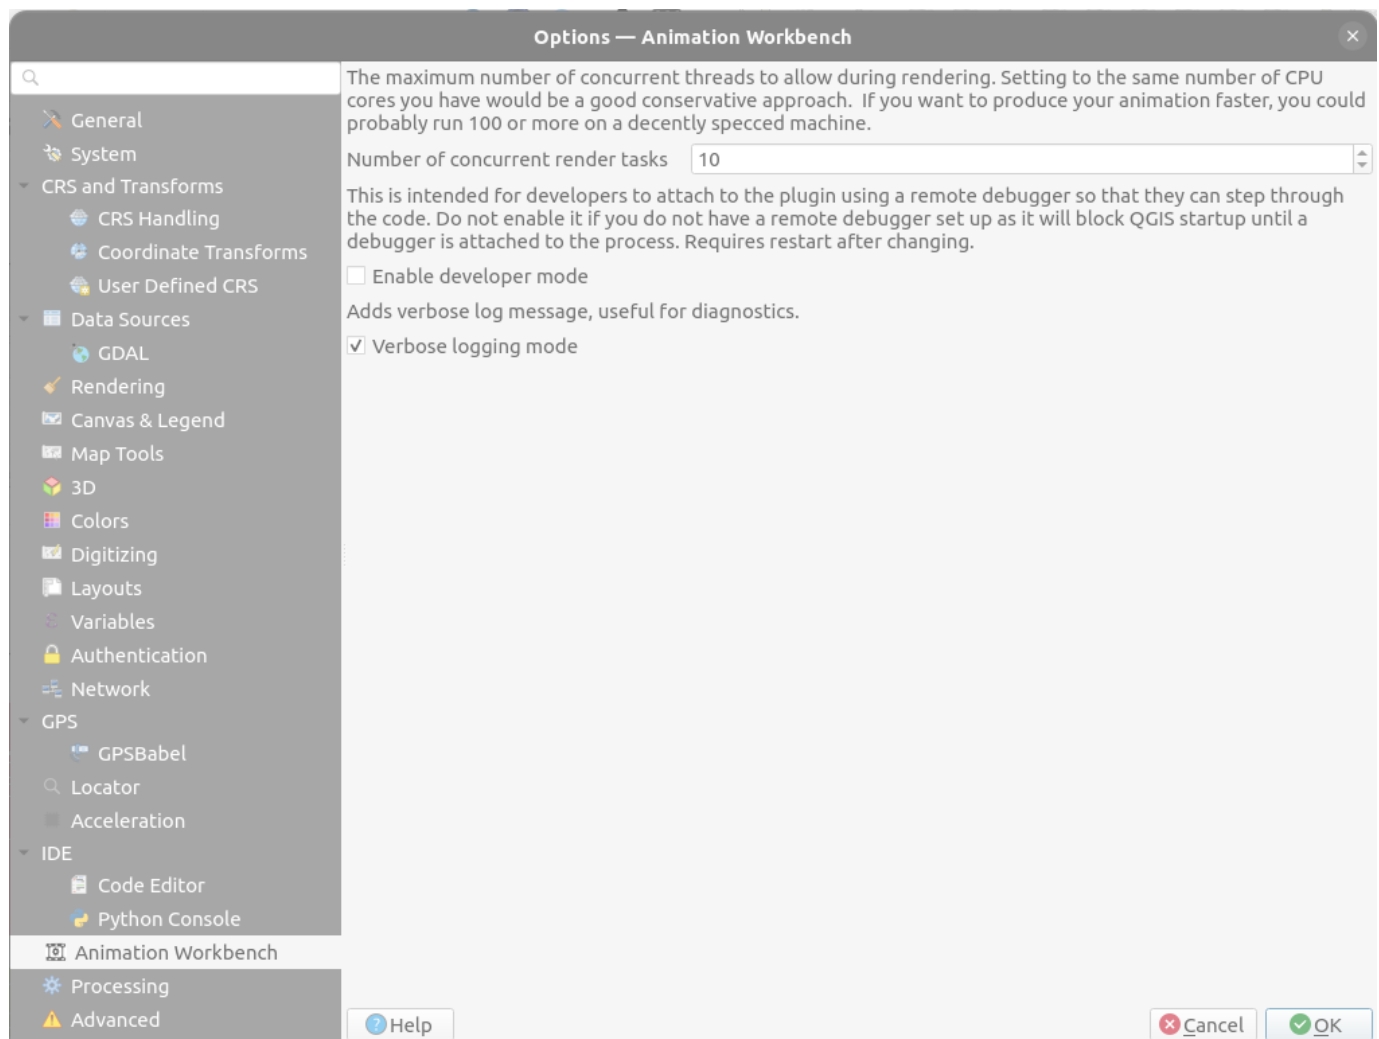 Options — Animation Workbench
General
System
CRS and Transforms
CRS Handling
Coordinate Transforms
User Defined CRS
Data Sources
GDAL
Rendering
Canvas & Legend
Map Tools
3D
Colors
Digitizing
Layouts
Variables
Authentication
Network
GPS
GPSBabel
Locator
Acceleration
IDE
Code Editor
Python Console
Animation Workbench
Processing
Advanced
The maximum number of concurrent threads to allow during rendering. Setting to the same number of CPU
cores you have would be a good conservative approach.  If you want to produce your animation faster, you could
probably run 100 or more on a decently specced machine.
Number of concurrent render tasks 10
This is intended for developers to attach to the plugin using a remote debugger so that they can step through
the code. Do not enable it if you do not have a remote debugger set up as it will block QGIS startup until a
debugger is attached to the process. Requires restart after changing.
Enable developer mode
Adds verbose log message, useful for diagnostics.
Verbose logging mode
Help
Cancel
OK